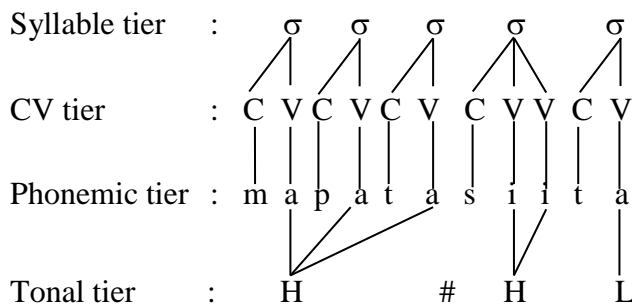 Syllable tier : σ σ σ σ σ
CV tier : C V C V C V C V V C V
Phonemic tier : m a p a t a s i i t a
Tonal tier : H # H L